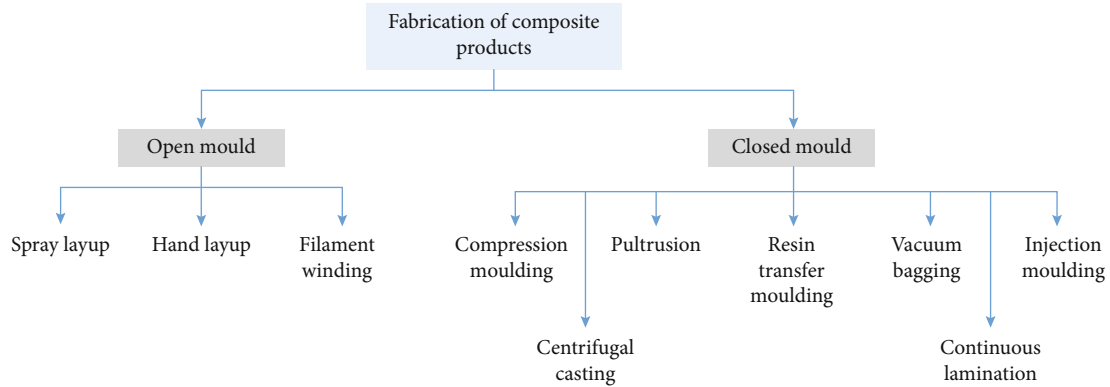 Fabrication of composite
products
Open mould
Closed mould
Spray layup
Hand layup
Filament
winding
Compression
moulding
Pultrusion
Resin
transfer
moulding
Vacuum
bagging
Injection
moulding
Centrifugal
casting
Continuous
lamination